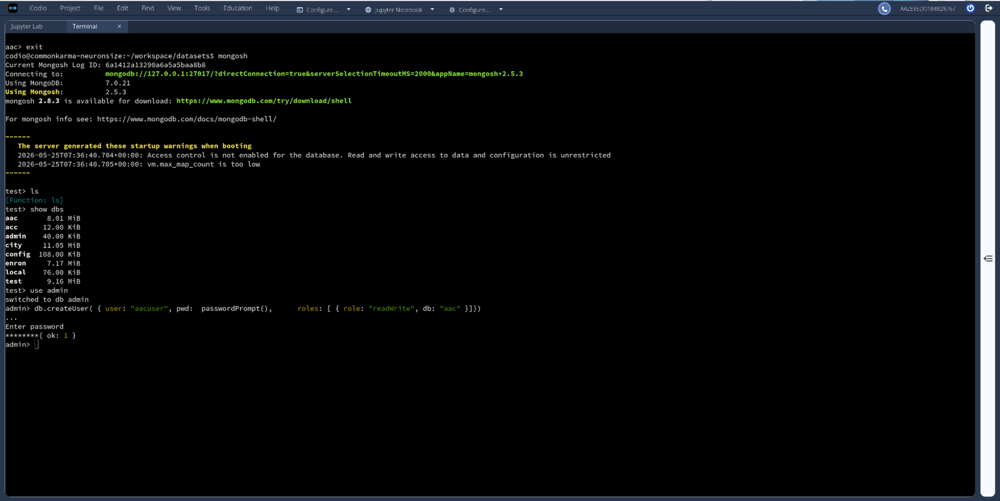 Codio Project File Edit Find View Tools Education Help Configure.... Jupyter Notebook Configure.... AAZEVEDO184828767
Jupyter Lab Terminal ×
aac> exit
codio@commonkarma-neuronsize:~/workspace/datasets$ mongosh
Current Mongosh Log ID: 6a1412a13290a6a5a5baa8b8
Connecting to: mongodb://127.0.0.1:27017/?directConnection=true&serverSelectionTimeoutMS=2000&appName=mongosh+2.5.3
Using MongoDB: 7.0.21
Using Mongosh: 2.5.3
mongosh 2.8.3 is available for download: https://www.mongodb.com/try/download/shell
For mongosh info see: https://www.mongodb.com/docs/mongodb-shell/
------
The server generated these startup warnings when booting
2026-05-25T07:36:40.704+00:00: Access control is not enabled for the database. Read and write access to data and configuration is unrestricted
2026-05-25T07:36:40.705+00:00: vm.max_map_count is too low
------
test> ls
[Function: ls]
test> show dbs
aac 8.01 MiB
acc 12.00 KiB
admin 40.00 KiB
city 11.05 MiB
config 108.00 KiB
enron 7.17 MiB
local 76.00 KiB
test 9.16 MiB
test> use admin
switched to db admin
admin> db.createUser( { user: "aacuser", pwd:  passwordPrompt(),      roles: [ { role: "readWrite", db: "aac" }]})
...
Enter password
********{ ok: 1 }
admin>